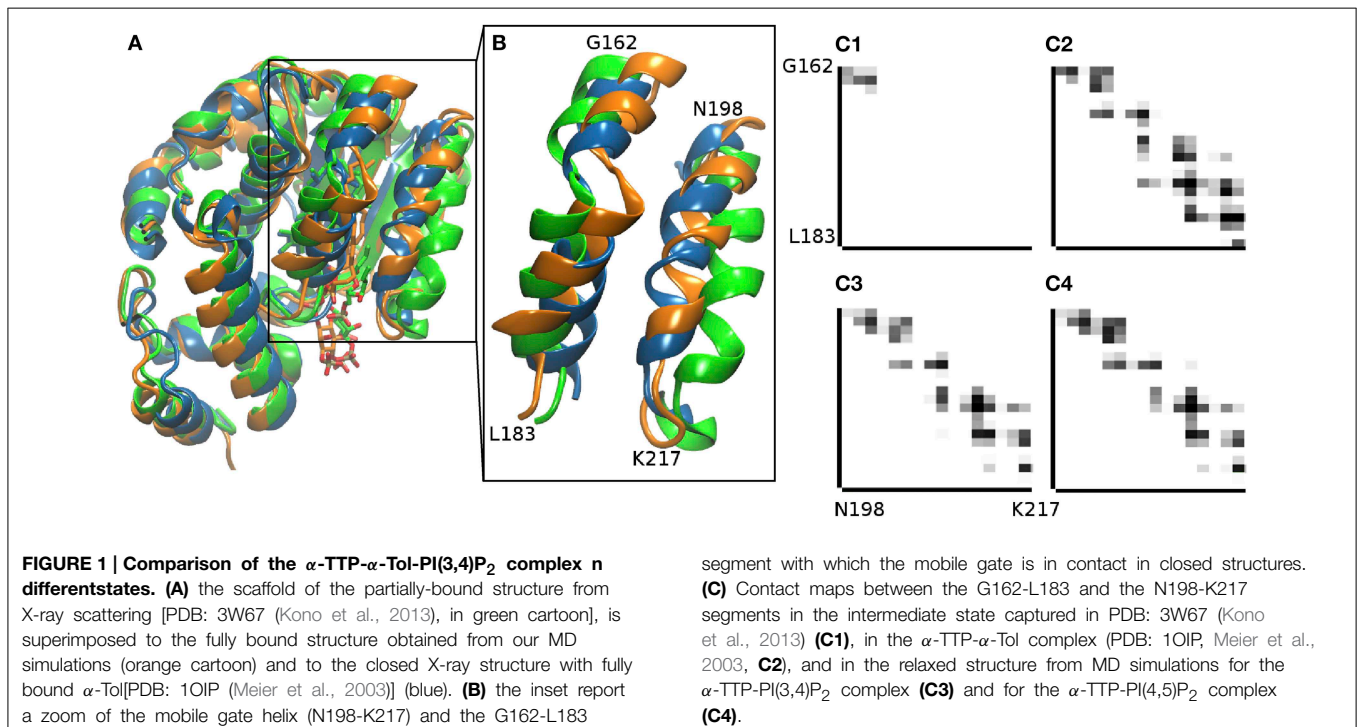 A
B
G162
N198
L183
K217
C1
C2
G162
L183
C3
C4
N198
K217
FIGURE 1 | Comparison of the α-TTP-α-Tol-PI(3,4)P₂ complex n
differentstates. (A) the scaffold of the partially-bound structure from
X-ray scattering [PDB: 3W67 (Kono et al., 2013), in green cartoon], is
superimposed to the fully bound structure obtained from our MD
simulations (orange cartoon) and to the closed X-ray structure with fully
bound α-Tol[PDB: 1OIP (Meier et al., 2003)] (blue). (B) the inset report
a zoom of the mobile gate helix (N198-K217) and the G162-L183
segment with which the mobile gate is in contact in closed structures.
(C) Contact maps between the G162-L183 and the N198-K217
segments in the intermediate state captured in PDB: 3W67 (Kono
et al., 2013) (C1), in the α-TTP-α-Tol complex (PDB: 1OIP, Meier et al.,
2003, C2), and in the relaxed structure from MD simulations for the
α-TTP-PI(3,4)P₂ complex (C3) and for the α-TTP-PI(4,5)P₂ complex
(C4).